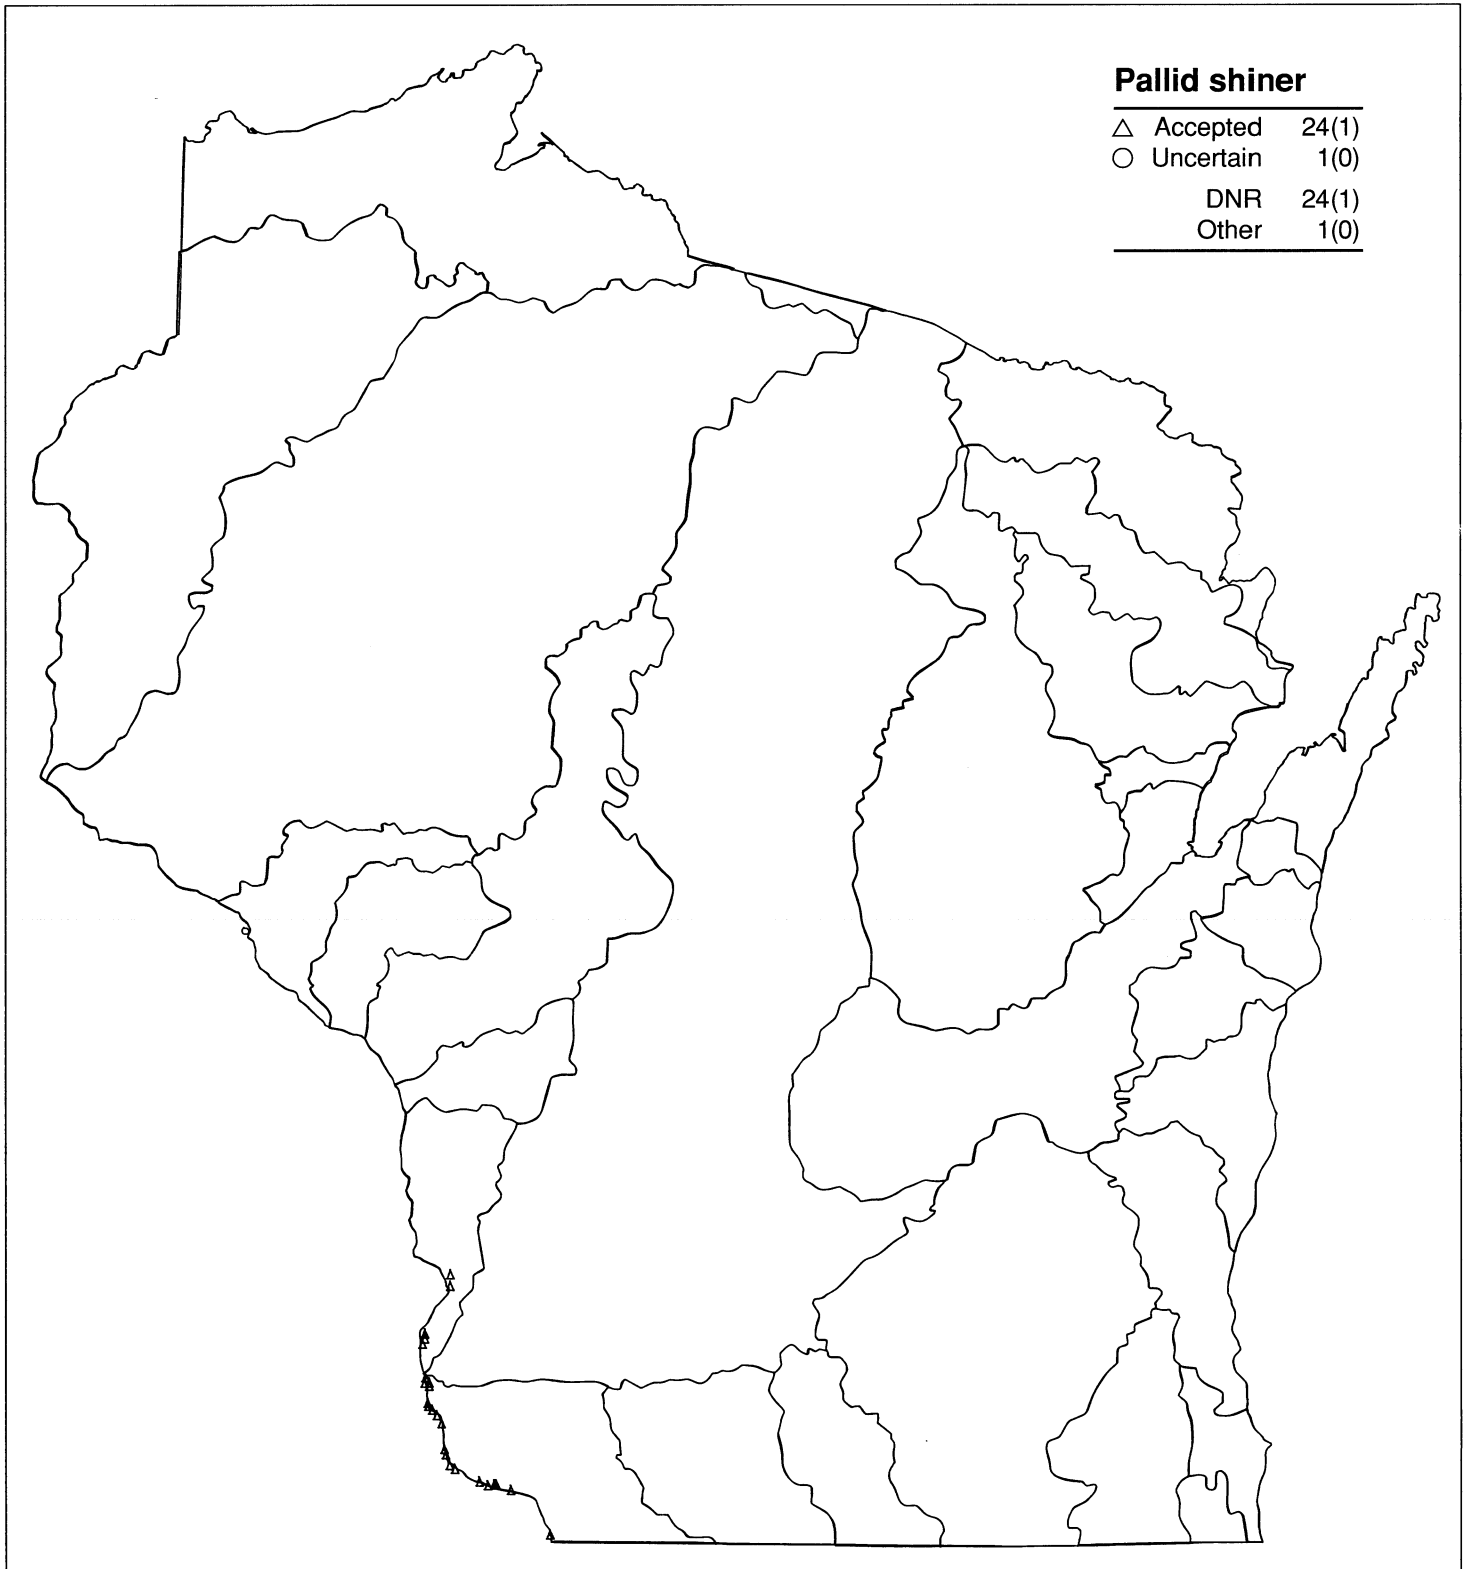 Pallid shiner
△ Accepted 24(1)
○ Uncertain 1(0)
DNR 24(1)
Other 1(0)